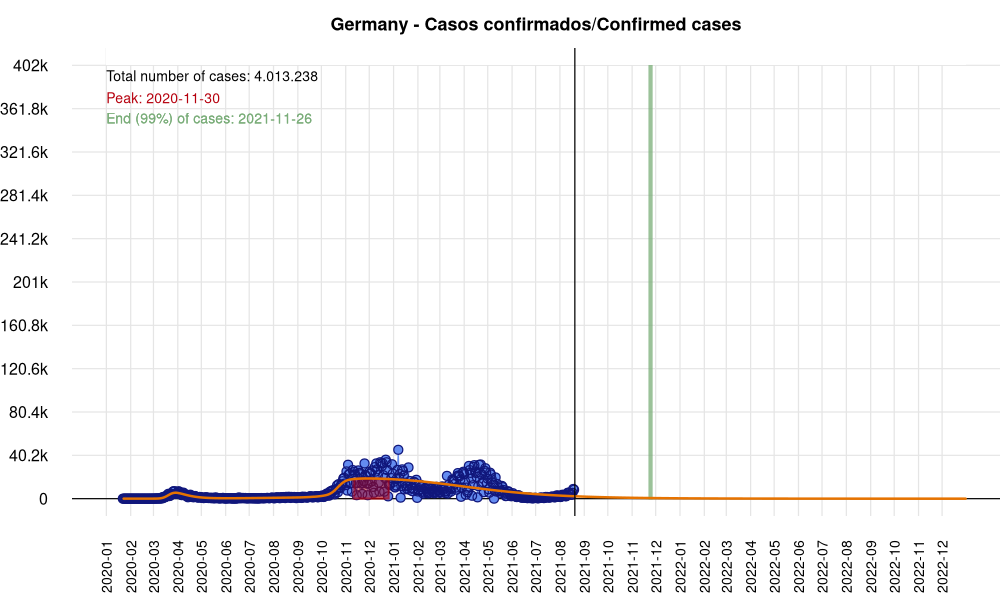 Germany - Casos confirmados/Confirmed cases
Total number of cases: 4.013.238
Peak: 2020-11-30
End (99%) of cases: 2021-11-26
402k
361.8k
321.6k
281.4k
241.2k
201k
160.8k
120.6k
80.4k
40.2k
0
2020-01
2020-02
2020-03
2020-04
2020-05
2020-06
2020-07
2020-08
2020-09
2020-10
2020-11
2020-12
2021-01
2021-02
2021-03
2021-04
2021-05
2021-06
2021-07
2021-08
2021-09
2021-10
2021-11
2021-12
2022-01
2022-02
2022-03
2022-04
2022-05
2022-06
2022-07
2022-08
2022-09
2022-10
2022-11
2022-12